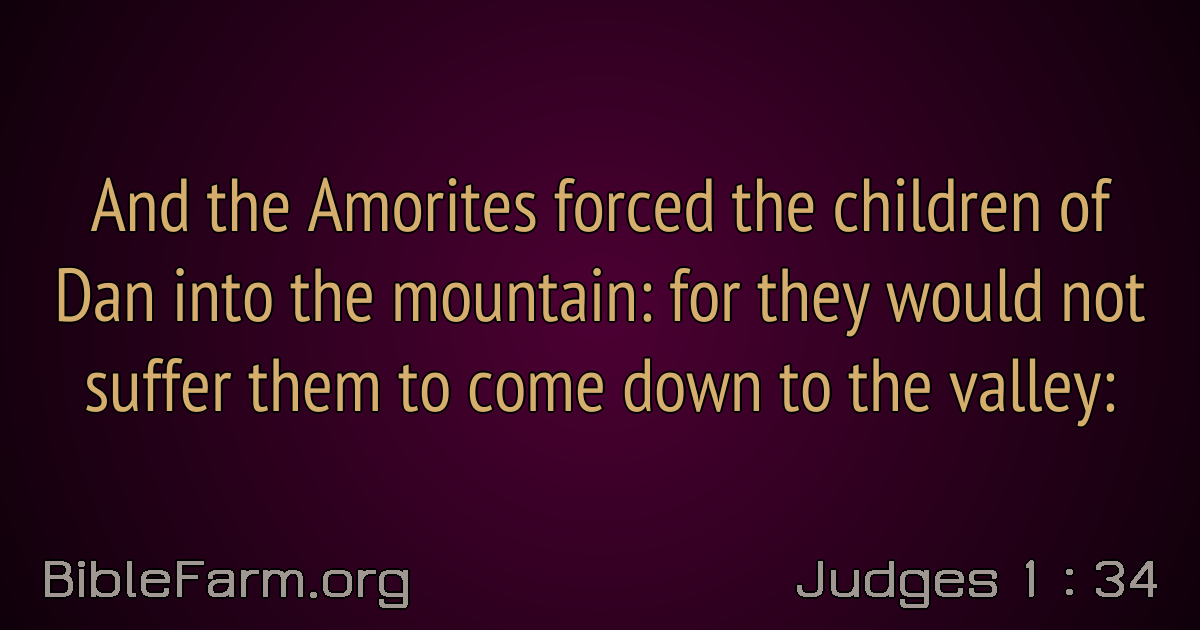 And the Amorites forced the children of
Dan into the mountain: for they would not
suffer them to come down to the valley:
BibleFarm.org
Judges 1 : 34